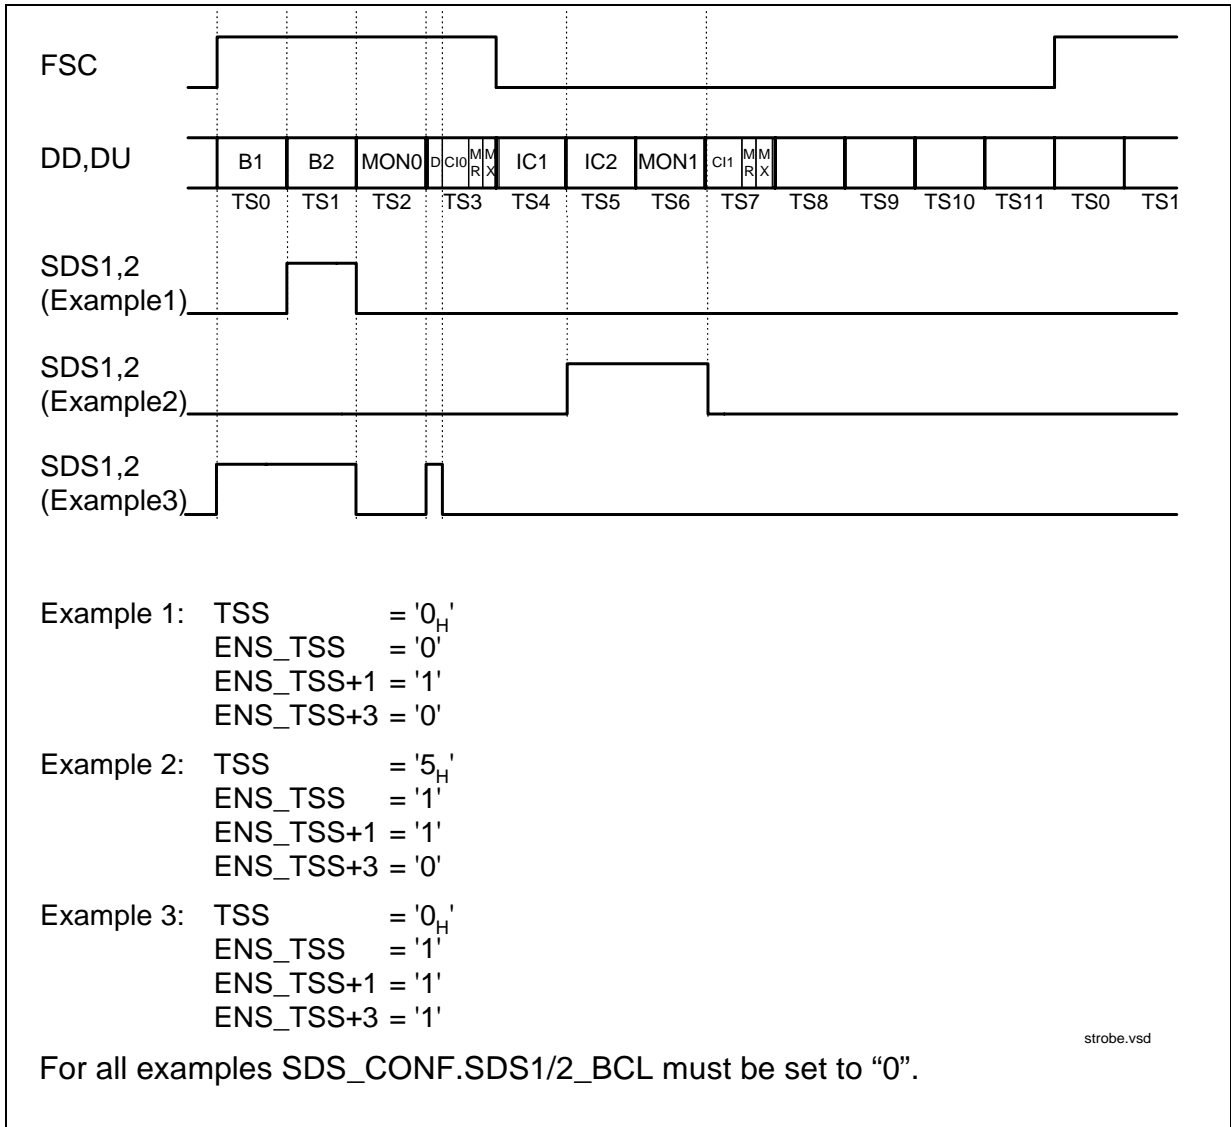 FSC
DD,DU
B1 B2 MON0 D CI0 MR MX IC1 IC2 MON1 CI1 MR MX
TS0 TS1 TS2 TS3 TS4 TS5 TS6 TS7 TS8 TS9 TS10 TS11 TS0 TS1
SDS1,2
(Example1)
SDS1,2
(Example2)
SDS1,2
(Example3)
Example 1: TSS = '0H'
ENS_TSS = '0'
ENS_TSS+1 = '1'
ENS_TSS+3 = '0'
Example 2: TSS = '5H'
ENS_TSS = '1'
ENS_TSS+1 = '1'
ENS_TSS+3 = '0'
Example 3: TSS = '0H'
ENS_TSS = '1'
ENS_TSS+1 = '1'
ENS_TSS+3 = '1'
strobe.vsd
For all examples SDS_CONF.SDS1/2_BCL must be set to “0”.